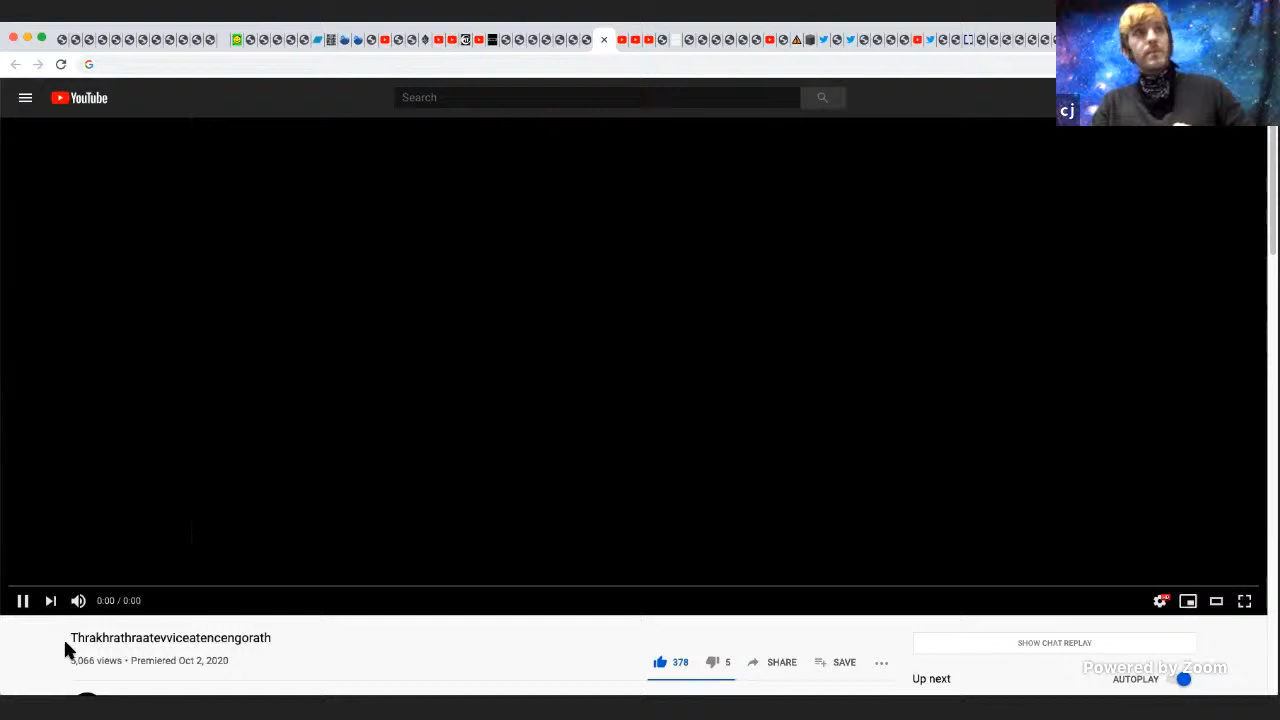 YouTube
Search
cj
0:00 / 0:00
HD
Thrakhrathraatevviceatencengorath
5,066 views • Premiered Oct 2, 2020
378
5
SHARE
SAVE
SHOW CHAT REPLAY
Up next
AUTOPLAY
Powered by Zoom